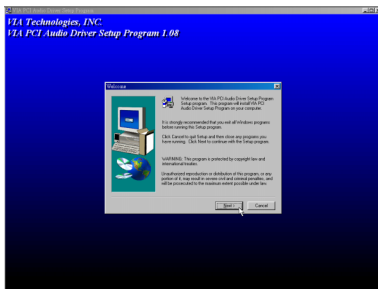 VIA PCI Audio Driver Setup Program
VIA Technologies, INC.
VIA PCI Audio Driver Setup Program 1.08
Welcome
Welcome to the VIA PCI Audio Driver Setup Program
Setup program. This program will install VIA PCI
Audio Driver Setup Program on your computer.
It is strongly recommended that you exit all Windows programs
before running this Setup program.
Click Cancel to quit Setup and then close any programs you
have running. Click Next to continue with the Setup program.
WARNING: This program is protected by copyright law and
international treaties.
Unauthorized reproduction or distribution of this program, or any
portion of it, may result in severe civil and criminal penalties, and
will be prosecuted to the maximum extent possible under law.
Next >
Cancel